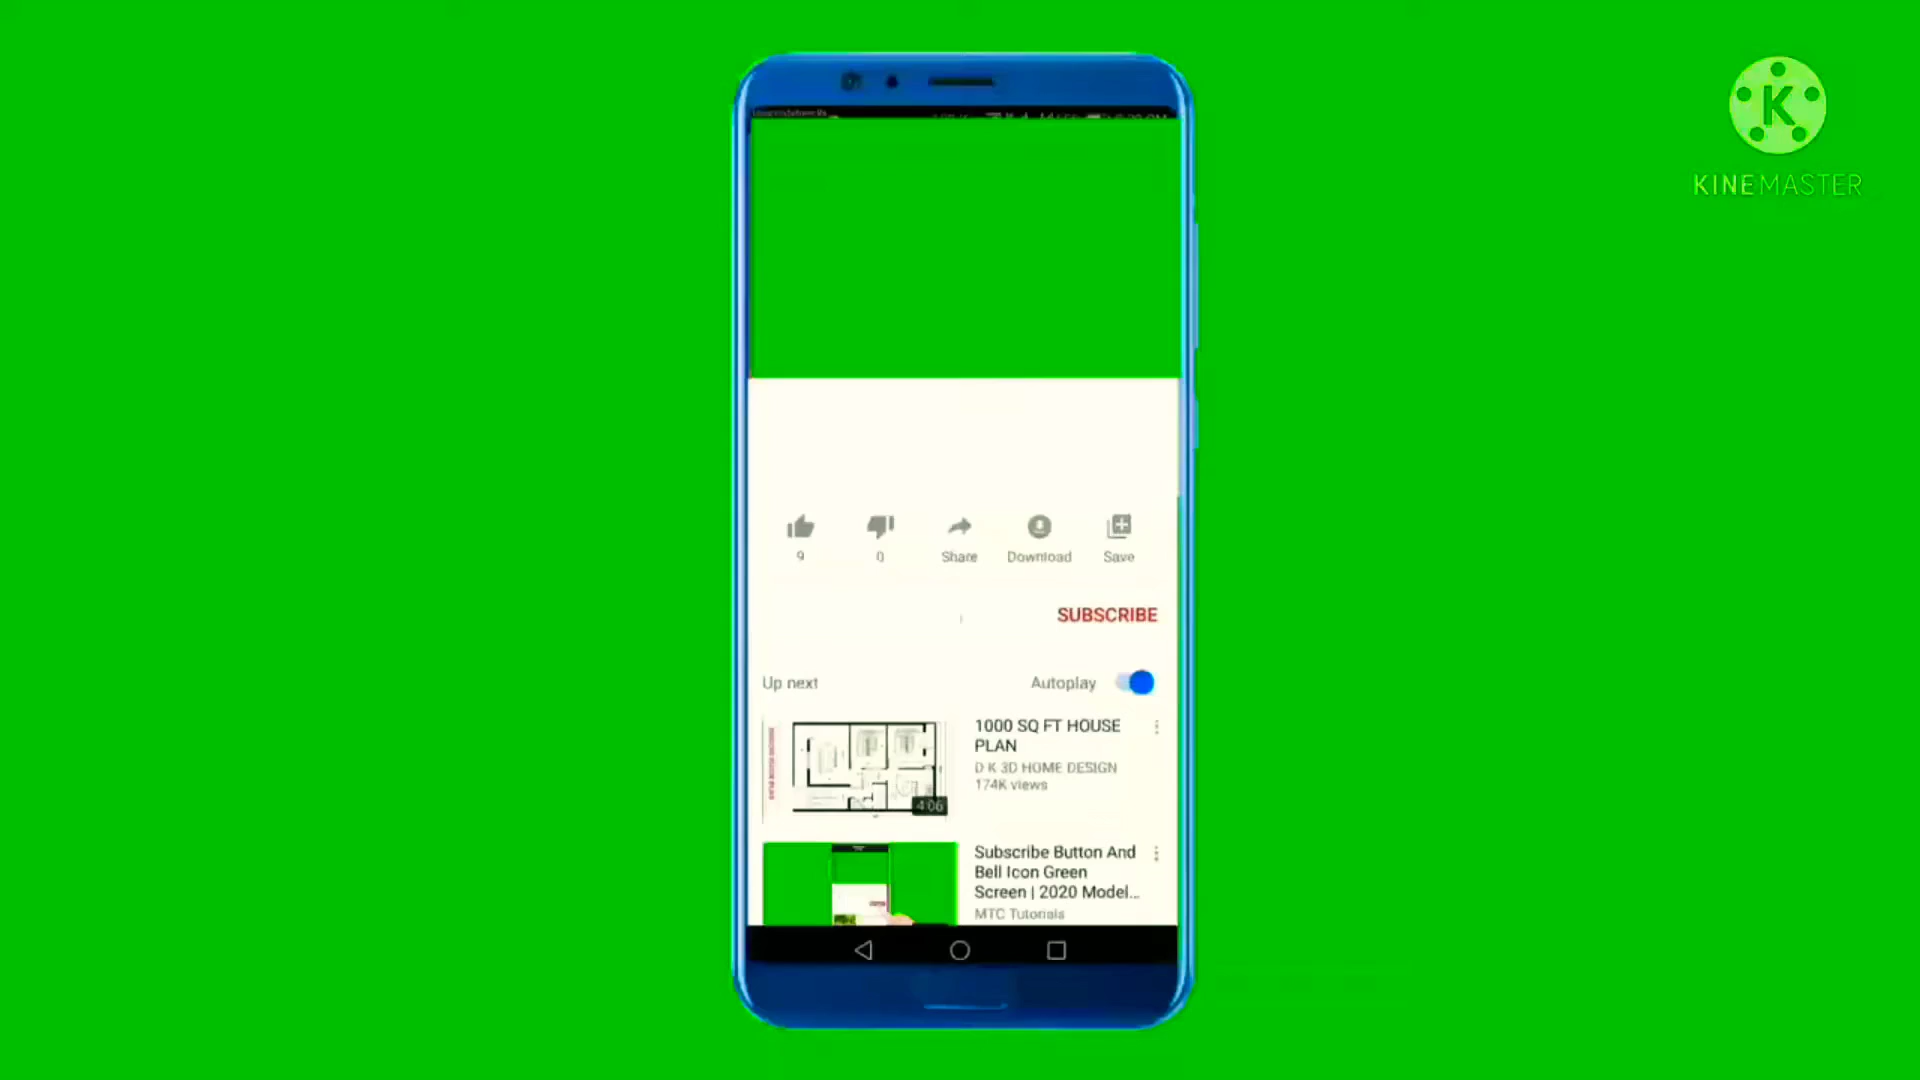 KINEMASTER
9
0
Share
Download
Save
SUBSCRIBE
Up next
Autoplay
1000 SQ FT HOUSE
PLAN
D K 3D HOME DESIGN
174K views
4:06
Subscribe Button And
Bell Icon Green
Screen | 2020 Model...
MTC Tutorials